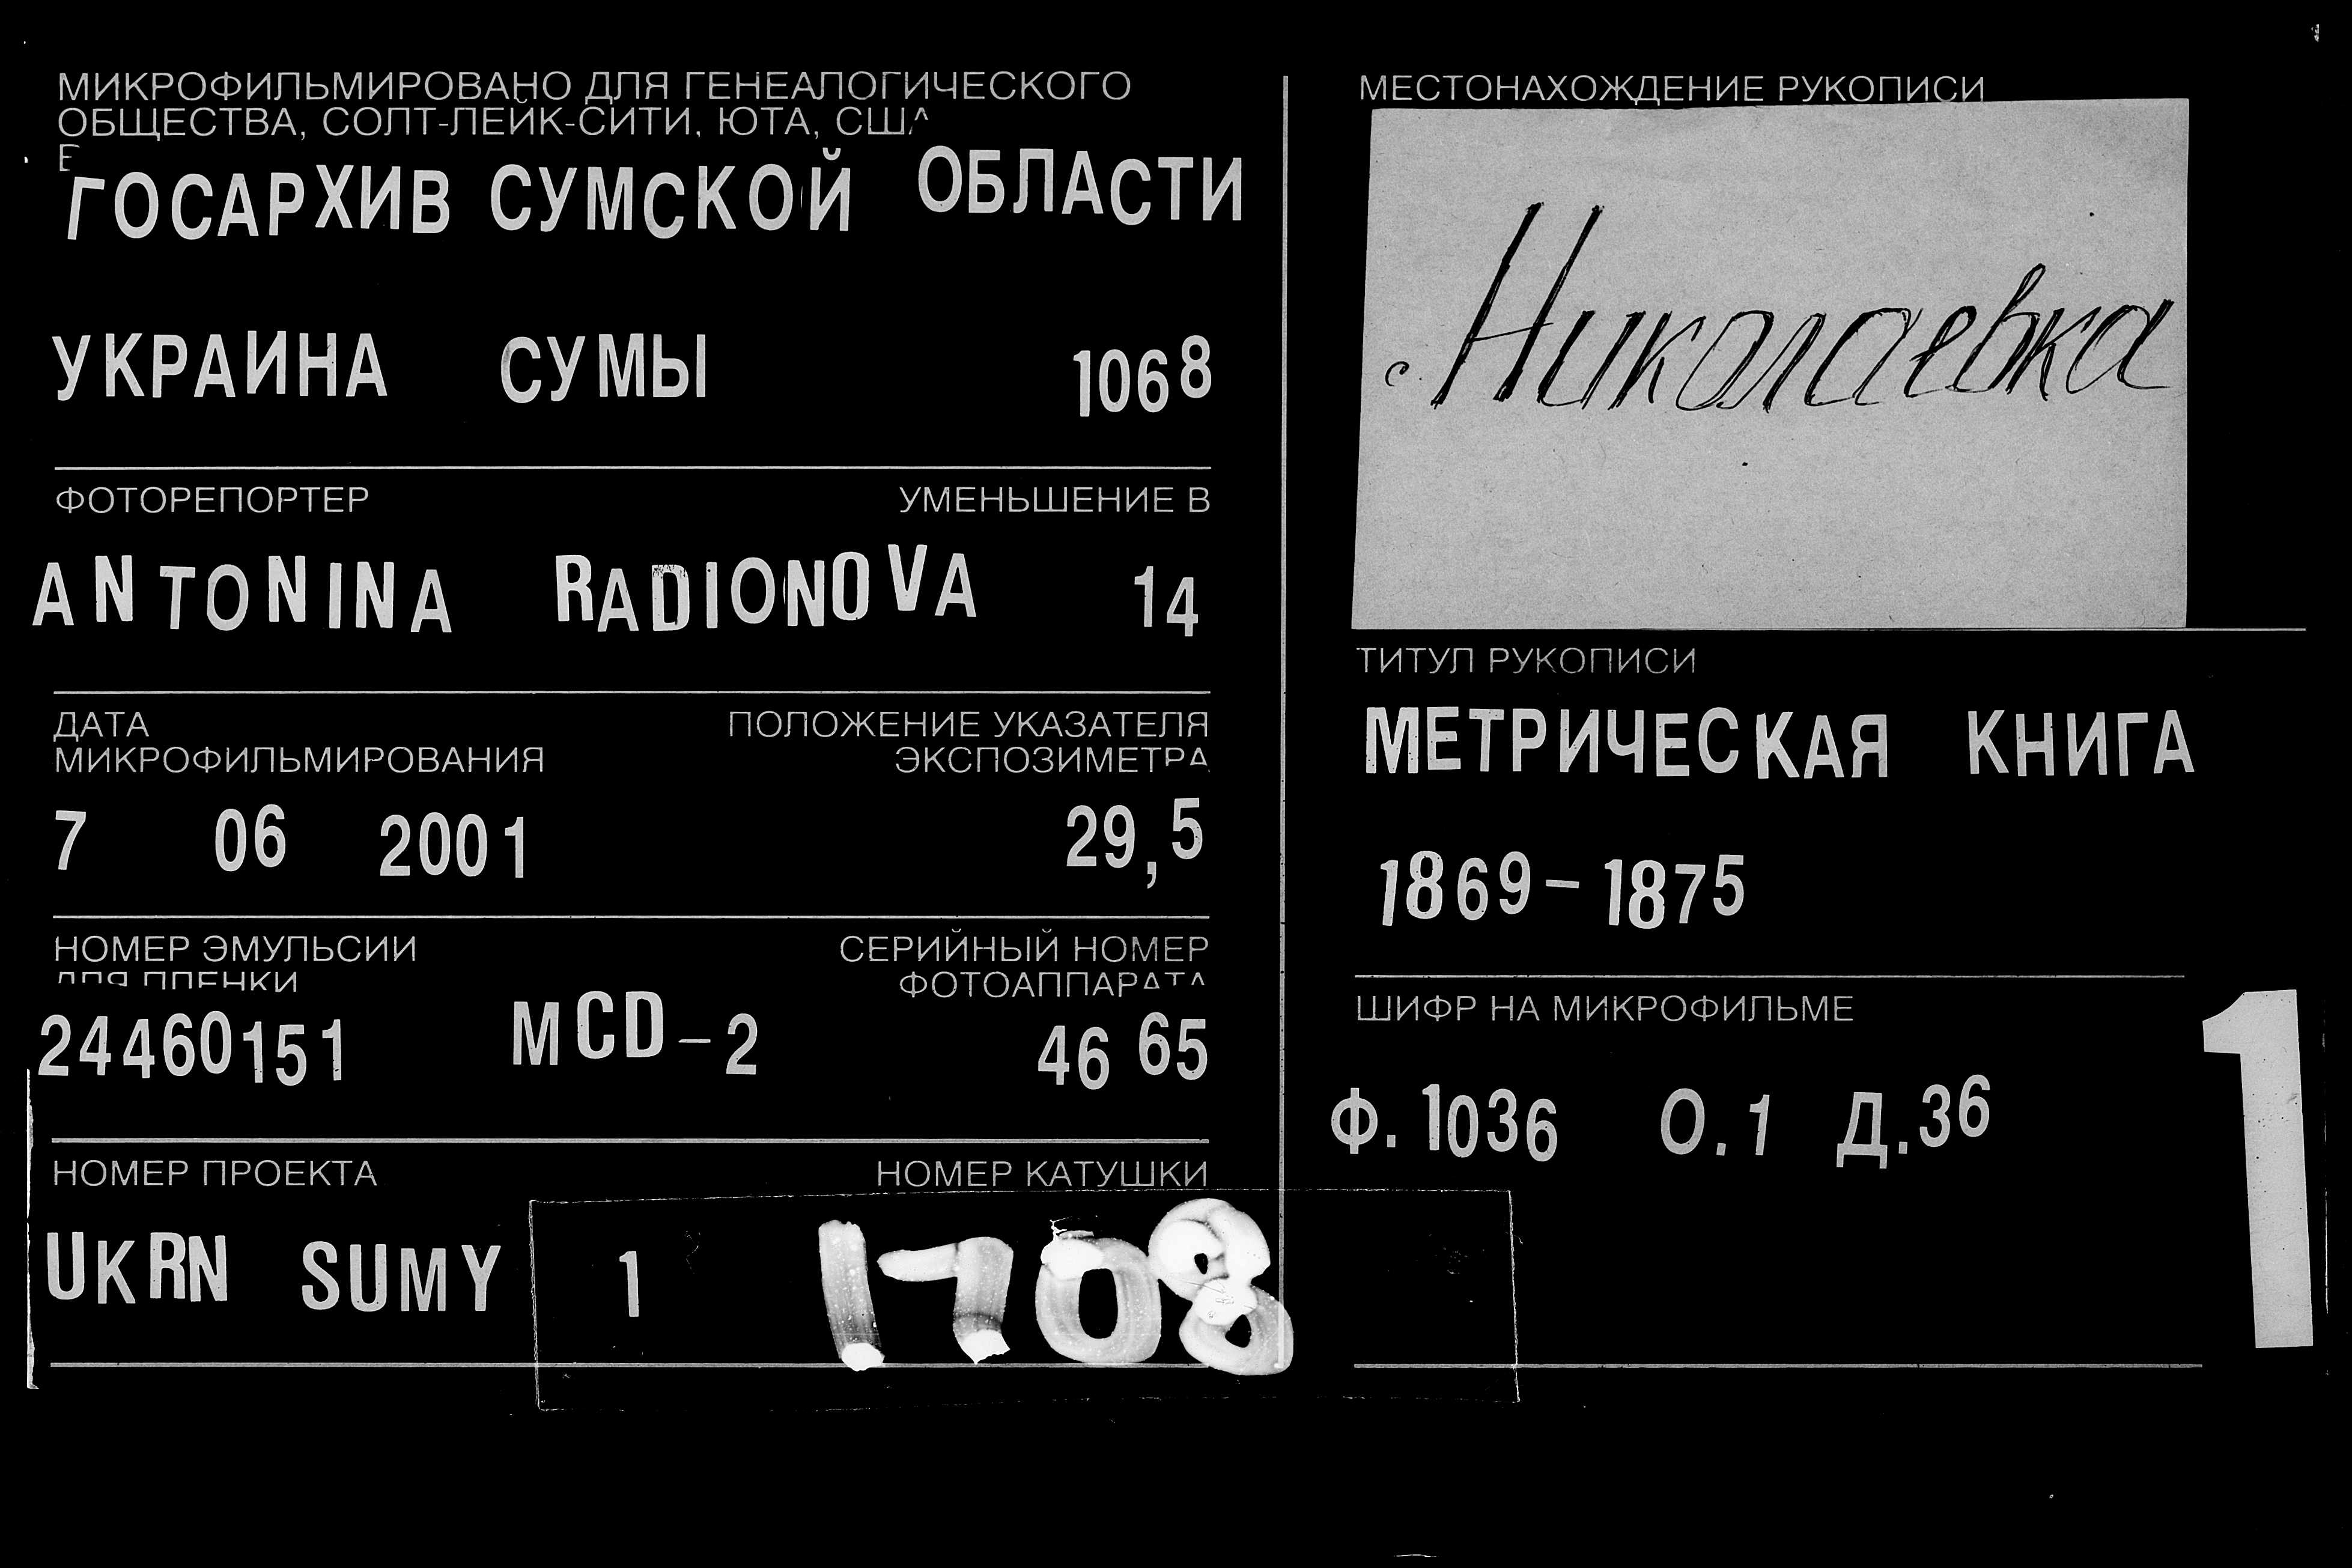 МИКРОФИЛЬМИРОВАНО ДЛЯ ГЕНЕАЛОГИЧЕСКОГО
ОБЩЕСТВА, СОЛТ-ЛЕЙК-СИТИ, ЮТА, США
В
ГОСАРХИВ СУМСКОЙ ОБЛАСТИ
УКРАИНА СУМЫ 1068
ФОТОРЕПОРТЕР УМЕНЬШЕНИЕ В
ANTONINA RADIONOVA 14
ДАТА ПОЛОЖЕНИЕ УКАЗАТЕЛЯ
МИКРОФИЛЬМИРОВАНИЯ ЭКСПОЗИМЕТРА
7 06 2001 29,5
НОМЕР ЭМУЛЬСИИ СЕРИЙНЫЙ НОМЕР
ДЛЯ ПЛЕНКИ ФОТОАППАРАТА
24460151 MCD-2 4665
НОМЕР ПРОЕКТА НОМЕР КАТУШКИ
UKRN SUMY 1 1708
МЕСТОНАХОЖДЕНИЕ РУКОПИСИ
с. Николаевка
ТИТУЛ РУКОПИСИ
МЕТРИЧЕСКАЯ КНИГА
1869-1875
ШИФР НА МИКРОФИЛЬМЕ
Ф. 1036 О.1 Д.36
1